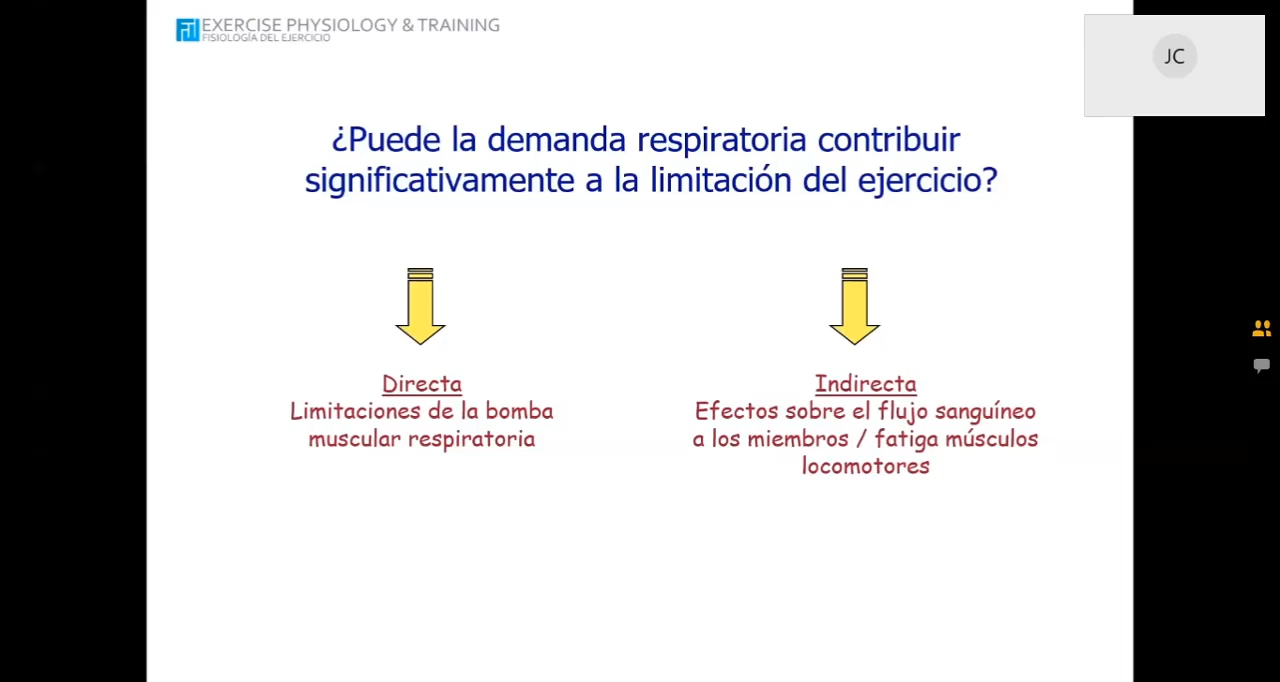 EXERCISE PHYSIOLOGY & TRAINING
FISIOLOGÍA DEL EJERCICIO
JC
¿Puede la demanda respiratoria contribuir
significativamente a la limitación del ejercicio?
Directa
Limitaciones de la bomba
muscular respiratoria
Indirecta
Efectos sobre el flujo sanguíneo
a los miembros / fatiga músculos
locomotores